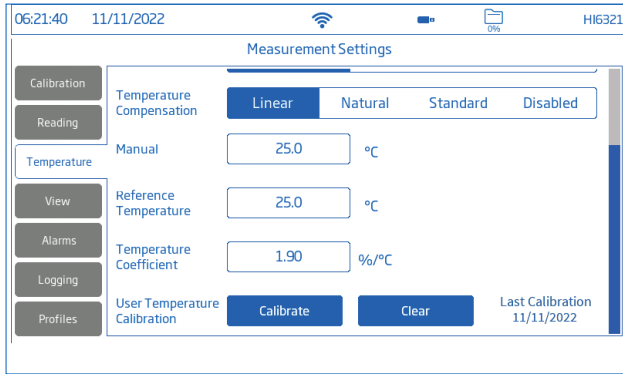 06:21:40 11/11/2022 0% HI6321
Measurement Settings
Calibration
Reading
Temperature
View
Alarms
Logging
Profiles
Temperature
Compensation
Linear Natural Standard Disabled
Manual 25.0 °C
Reference
Temperature
25.0 °C
Temperature
Coefficient
1.90 %/°C
User Temperature
Calibration
Calibrate Clear
Last Calibration
11/11/2022